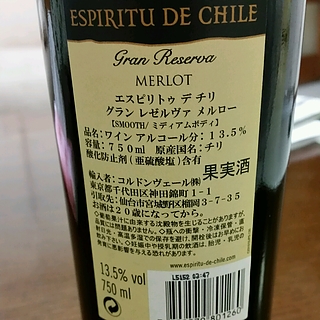 ESPIRITU DE CHILE
Gran Reserva
MERLOT
エスピリトゥ デ チリ
グラン レゼルヴァ メルロー
【SMOOTH/ミディアムボディ】
品名:ワイン アルコール分:13.5%
容量:750ml 原産国名:チリ
酸化防止剤(亜硫酸塩)含有
果実酒
輸入者:コルドンヴェール㈱
東京都千代田区神田錦町1-1
引取先:仙台市宮城野区榴岡3-7-35
お酒は20歳になってから。
13.5% vol
750 ml
L5152 03:47
801260
www.espiritu-de-chile.com